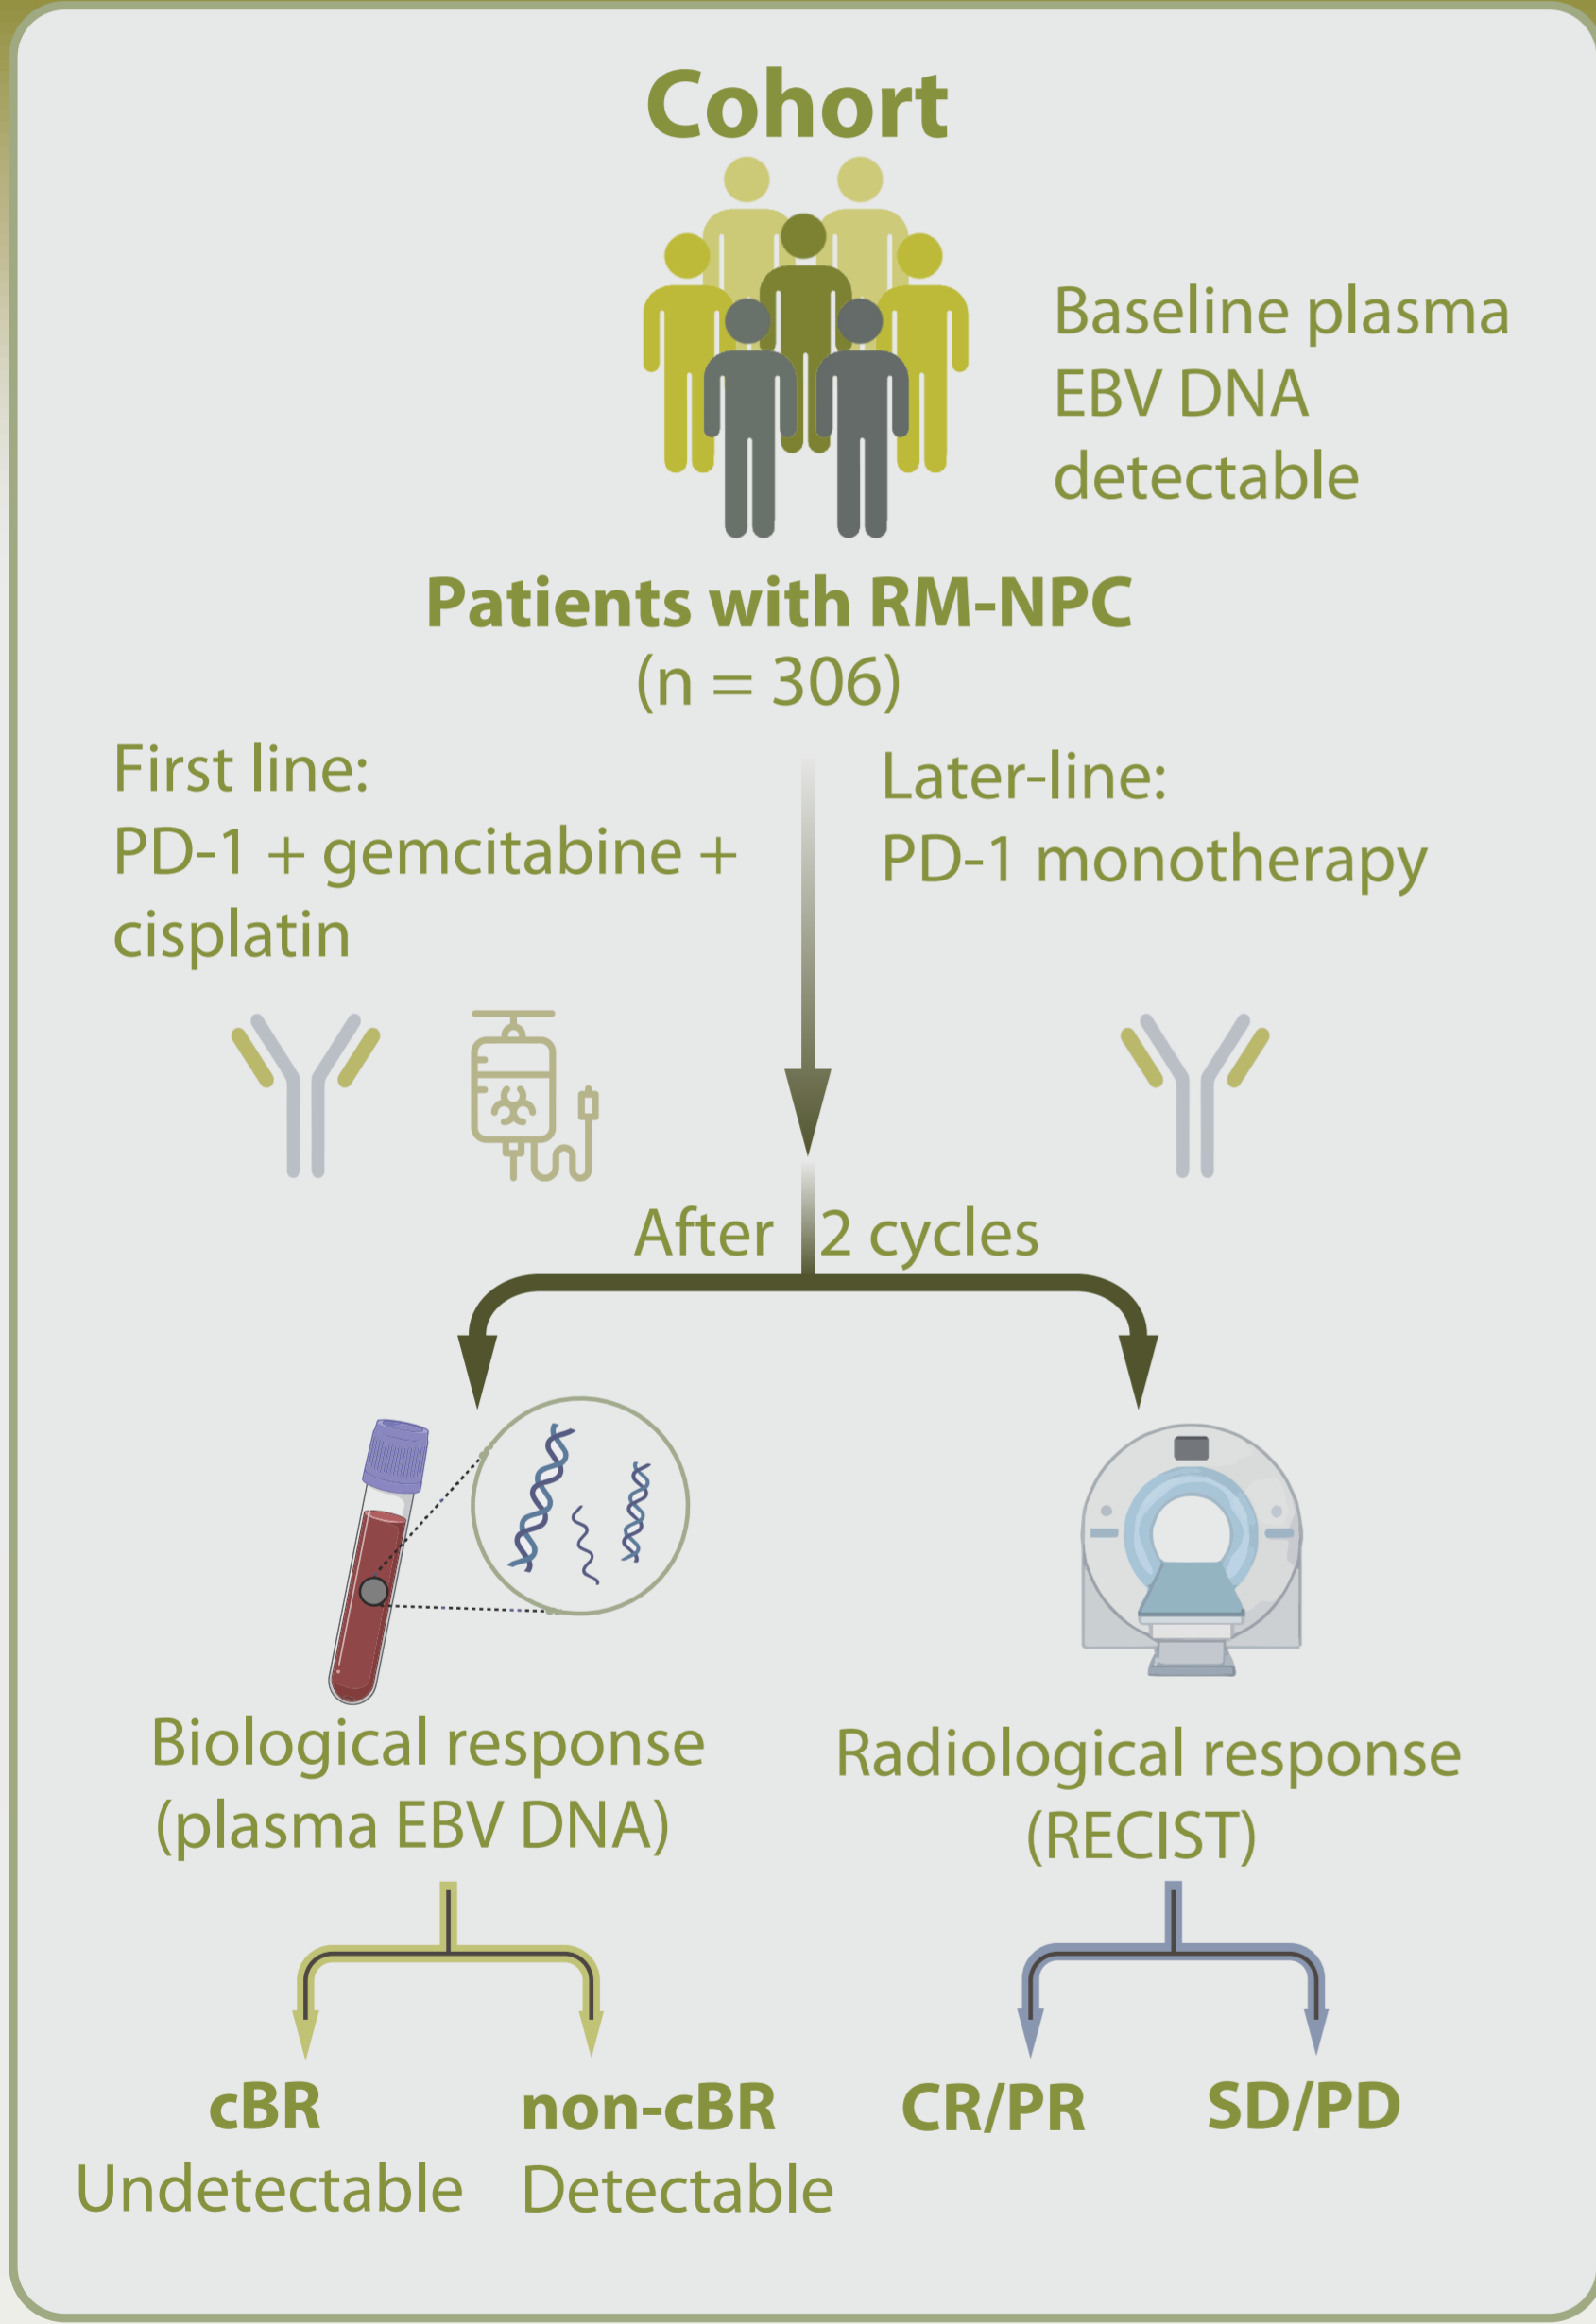 Cohort
Baseline plasma
EBV DNA
detectable
Patients with RM-NPC
(n = 306)
First line:
PD-1 + gemcitabine +
cisplatin
Later-line:
PD-1 monotherapy
After 2 cycles
Biological response
(plasma EBV DNA)
Radiological response
(RECIST)
cBR
Undetectable
non-cBR
Detectable
CR/PR
SD/PD